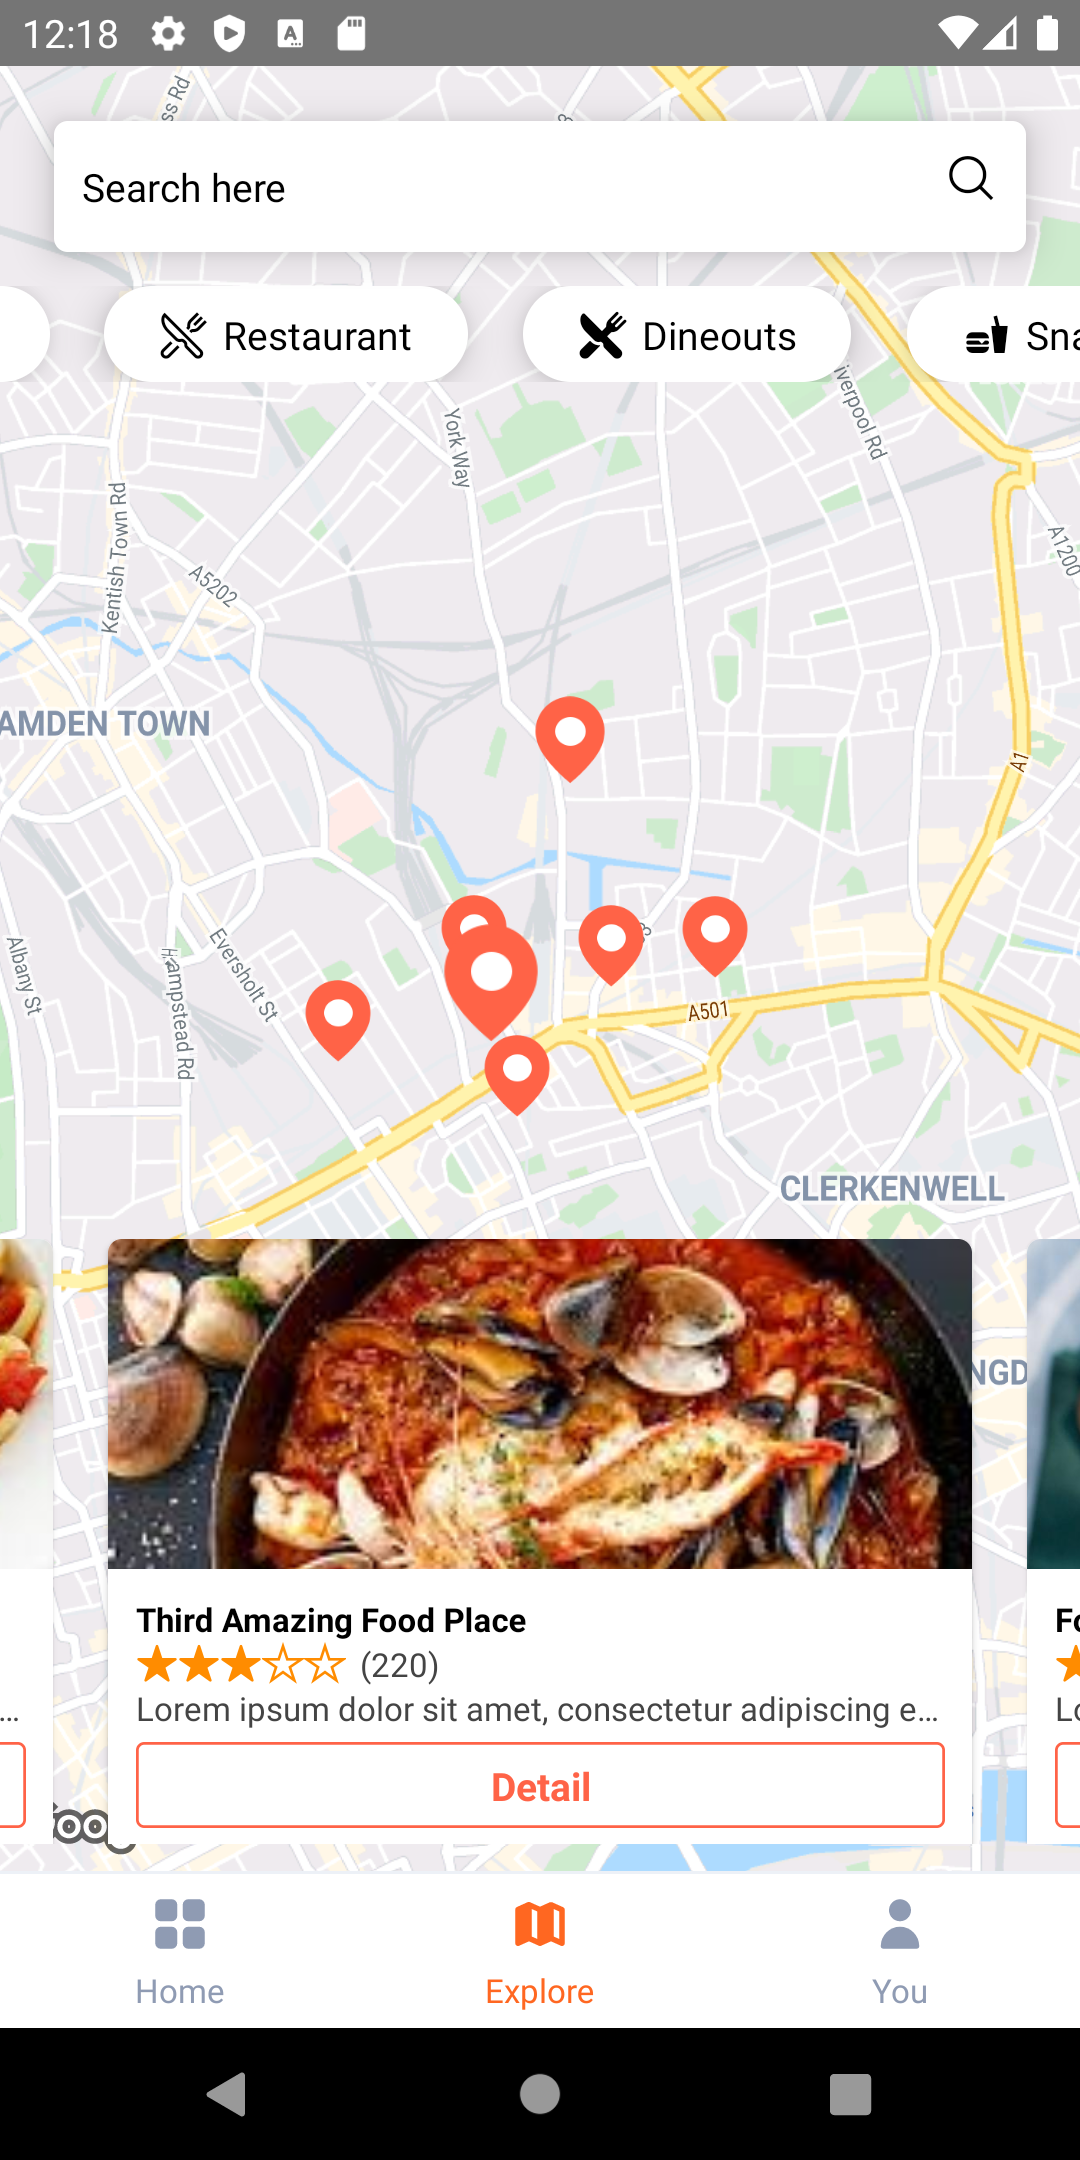 12:18
ss Rd
Search here
Restaurant
Dineouts
Sna
iverpool Rd
York Way
Kentish Town Rd
A5202
A1200
AMDEN TOWN
A1
Albany St
Hampstead Rd
Eversholt St
A501
CLERKENWELL
NGD
Third Amazing Food Place
(220)
Lorem ipsum dolor sit amet, consectetur adipiscing e...
...
Detail
Fo
Lo
Home
Explore
You